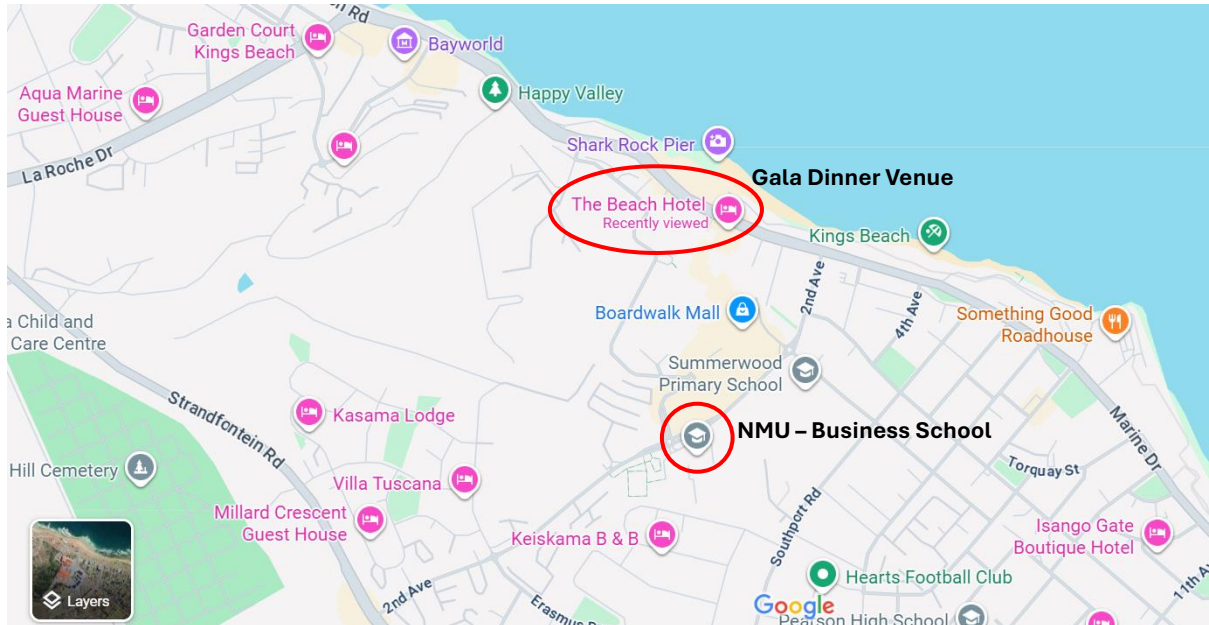 on Rd
Garden Court
Kings Beach
Bayworld
Aqua Marine
Guest House
Happy Valley
La Roche Dr
Shark Rock Pier
Gala Dinner Venue
The Beach Hotel
Recently viewed
Kings Beach
Boardwalk Mall
2nd Ave
4th Ave
Something Good
Roadhouse
a Child and
Care Centre
Summerwood
Primary School
Strandfontein Rd
Kasama Lodge
NMU – Business School
Marine Dr
Hill Cemetery
Villa Tuscana
Torquay St
Millard Crescent
Guest House
Keiskama B & B
Southport Rd
Isango Gate
Boutique Hotel
Layers
2nd Ave
Erasmus D
Hearts Football Club
Google
Pearson High School
11th A